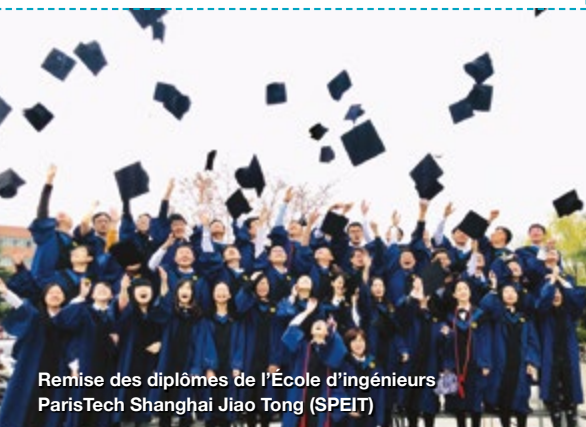 Remise des diplômes de l'École d'ingénieurs
ParisTech Shanghai Jiao Tong (SPEIT)